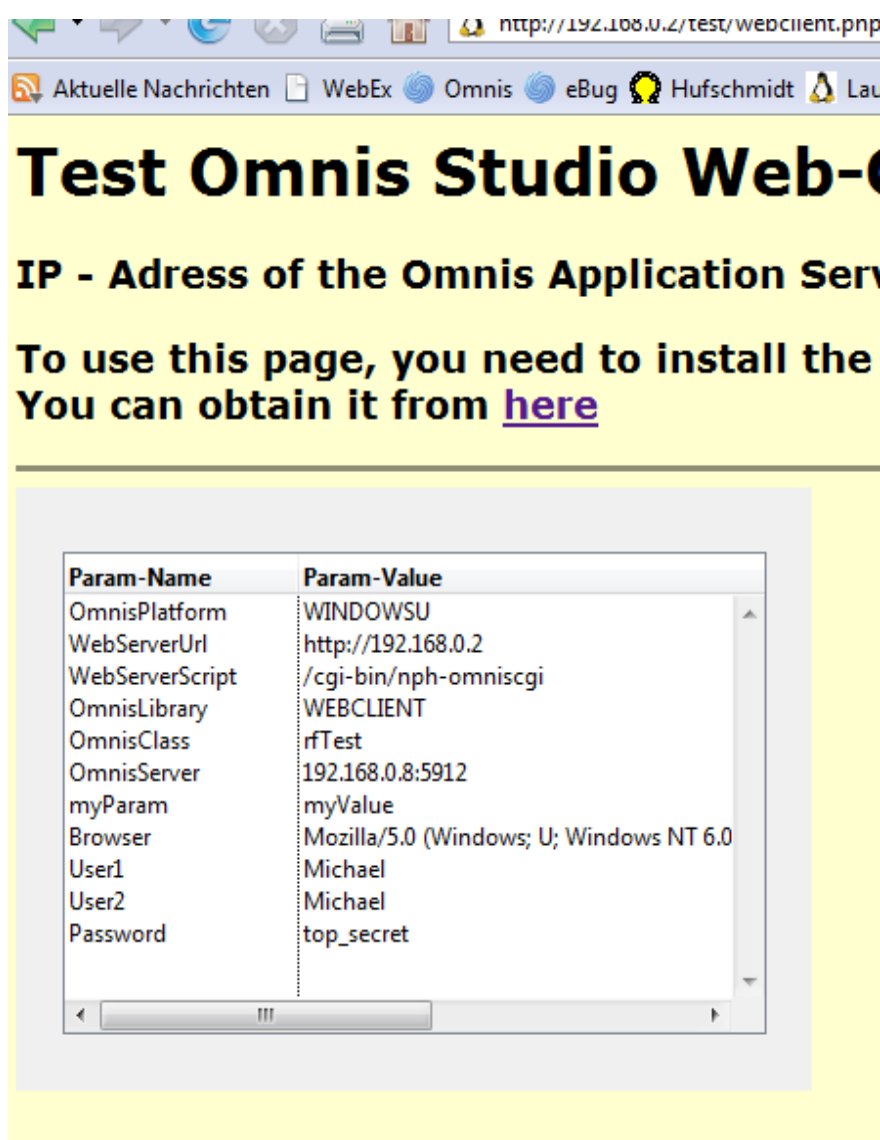 http://192.168.0.2/test/webclient.php
Aktuelle Nachrichten WebEx Omnis eBug Hufschmidt Lau
Test Omnis Studio Web-
IP - Adress of the Omnis Application Serv
To use this page, you need to install the
You can obtain it from here
Param-Name Param-Value
OmnisPlatform WINDOWSU
WebServerUrl http://192.168.0.2
WebServerScript /cgi-bin/nph-omniscgi
OmnisLibrary WEBCLIENT
OmnisClass rfTest
OmnisServer 192.168.0.8:5912
myParam myValue
Browser Mozilla/5.0 (Windows; U; Windows NT 6.0
User1 Michael
User2 Michael
Password top_secret